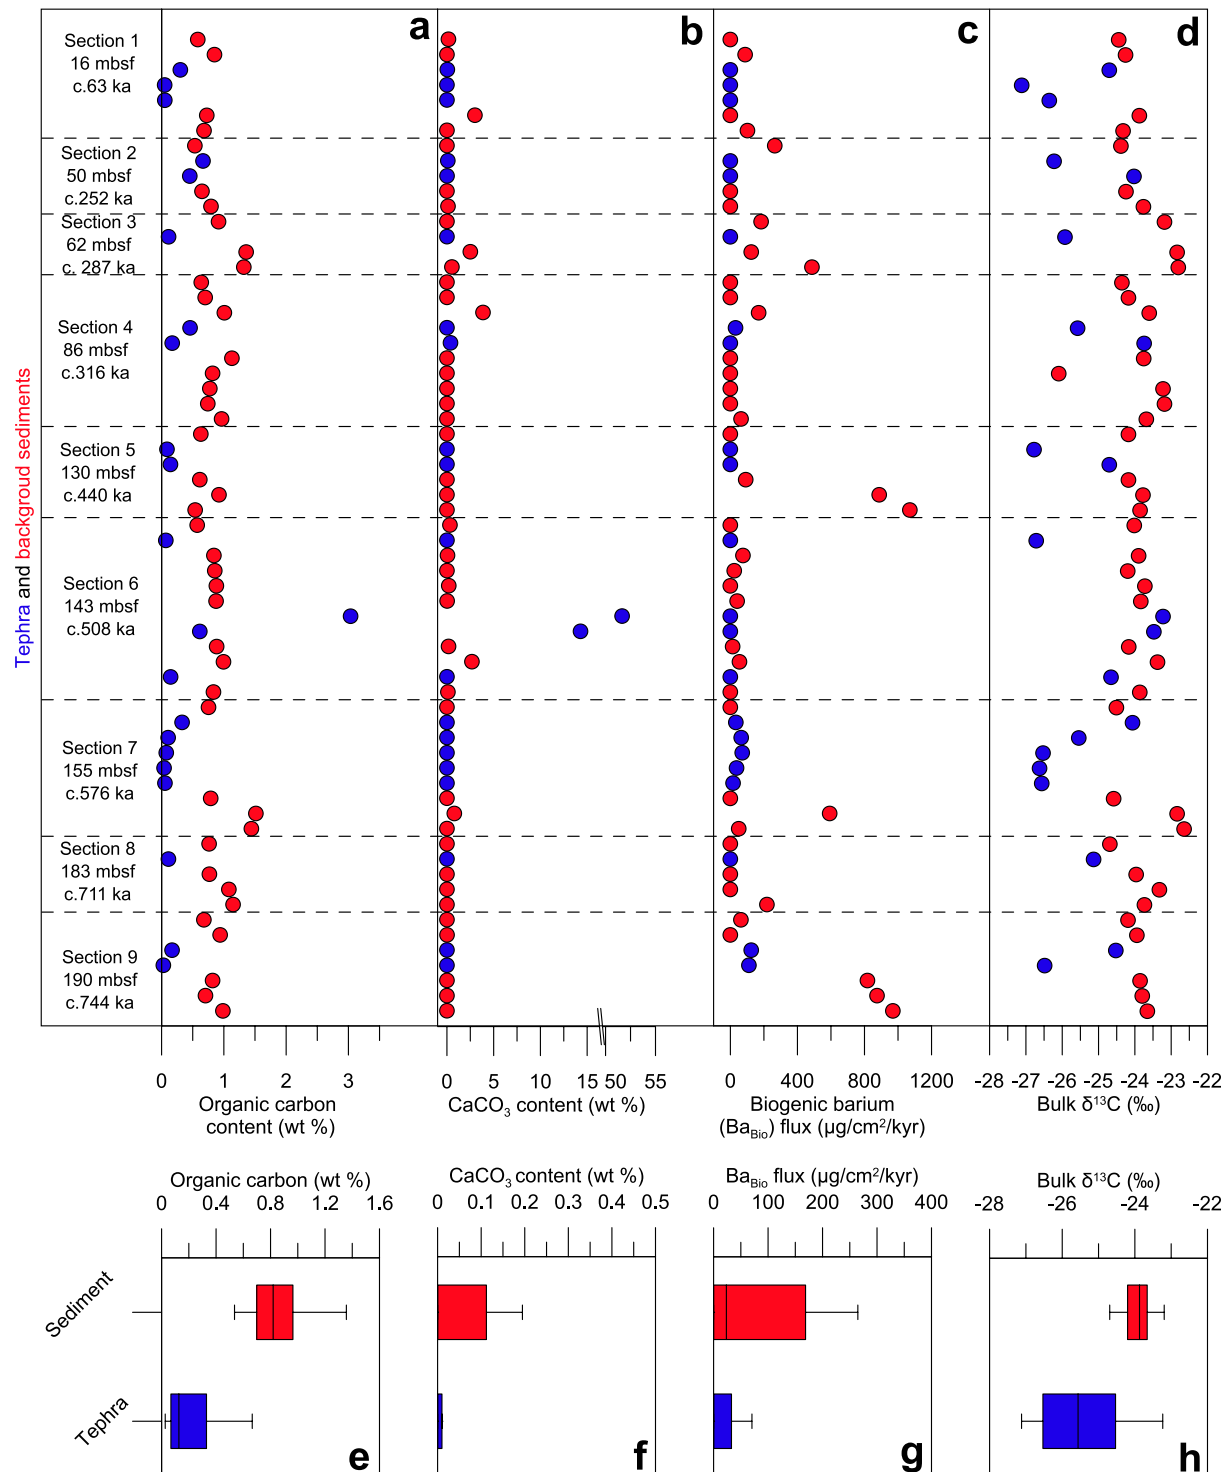 a
b
c
d
Tephra and backgroud sediments
Section 1
16 mbsf
c.63 ka
Section 2
50 mbsf
c.252 ka
Section 3
62 mbsf
c. 287 ka
Section 4
86 mbsf
c.316 ka
Section 5
130 mbsf
c.440 ka
Section 6
143 mbsf
c.508 ka
Section 7
155 mbsf
c.576 ka
Section 8
183 mbsf
c.711 ka
Section 9
190 mbsf
c.744 ka
0 1 2 3
Organic carbon
content (wt %)
0 5 10 15 50 55
CaCO₃ content (wt %)
0 400 800 1200
Biogenic barium
(Ba_Bio) flux (µg/cm²/kyr)
-28 -27 -26 -25 -24 -23 -22
Bulk δ¹³C (‰)
Organic carbon (wt %)
0 0.4 0.8 1.2 1.6
CaCO₃ content (wt %)
0 0.1 0.2 0.3 0.4 0.5
Ba_Bio flux (µg/cm²/kyr)
0 100 200 300 400
Bulk δ¹³C (‰)
-28 -26 -24 -22
Sediment
Tephra
e
f
g
h